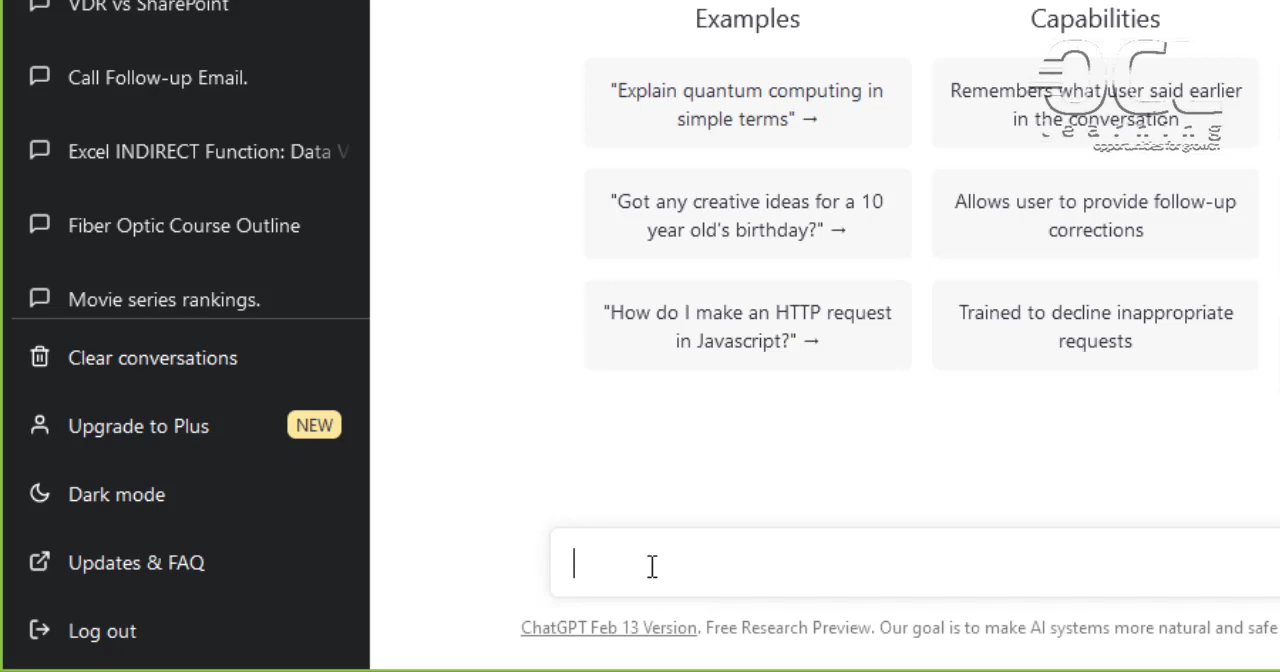 VDR vs SharePoint
Call Follow-up Email.
Excel INDIRECT Function: Data V
Fiber Optic Course Outline
Movie series rankings.
Clear conversations
Upgrade to Plus NEW
Dark mode
Updates & FAQ
Log out
Examples
"Explain quantum computing in
simple terms" →
"Got any creative ideas for a 10
year old's birthday?" →
"How do I make an HTTP request
in Javascript?" →
Capabilities
Remembers what user said earlier
in the conversation
Allows user to provide follow-up
corrections
Trained to decline inappropriate
requests
learning
opportunities for growth
ChatGPT Feb 13 Version. Free Research Preview. Our goal is to make AI systems more natural and safe